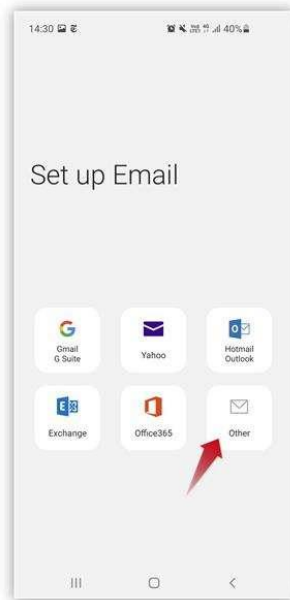 14:30
40%
Set up Email
Gmail
G Suite
Yahoo
Hotmail
Outlook
Exchange
Office365
Other